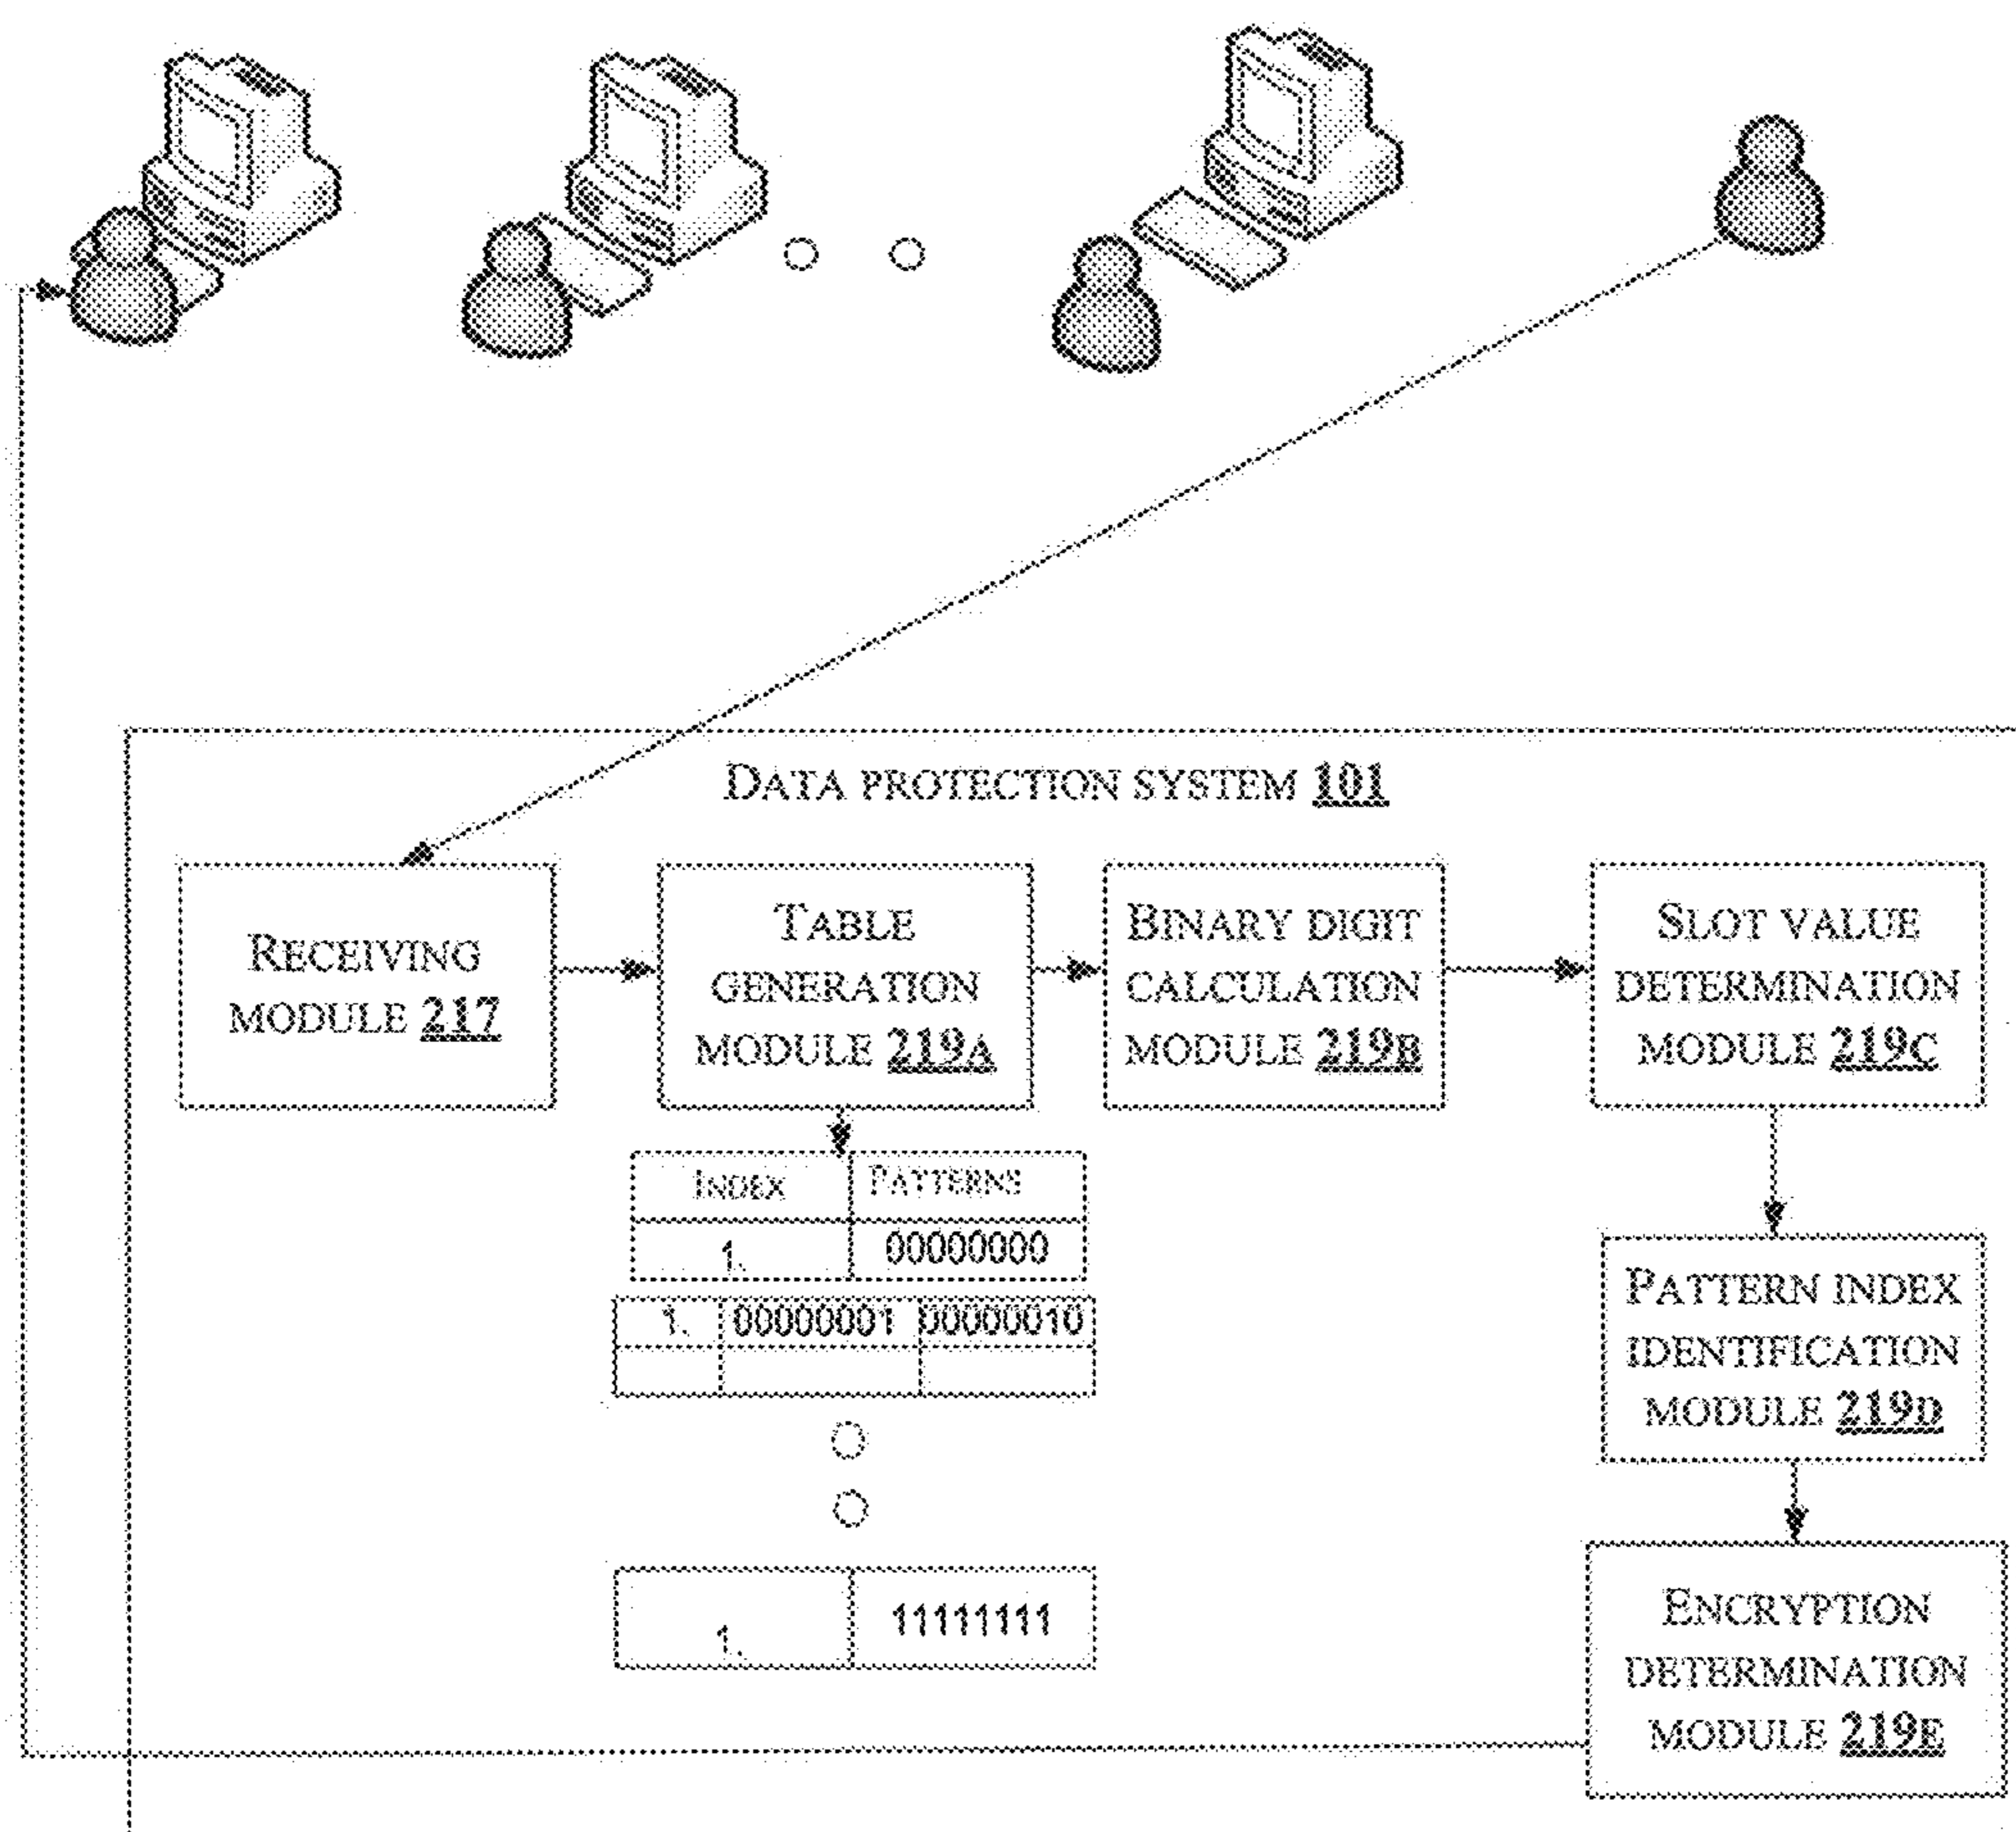 DATA PROTECTION SYSTEM 101
RECEIVING
MODULE 217
TABLE
GENERATION
MODULE 219A
BINARY DIGIT
CALCULATION
MODULE 219B
SLOT VALUE
DETERMINATION
MODULE 219C
INDEX PATTERNS
1. 00000000
1. 00000001 00000010
1. 11111111
PATTERN INDEX
IDENTIFICATION
MODULE 219D
ENCRYPTION
DETERMINATION
MODULE 219E